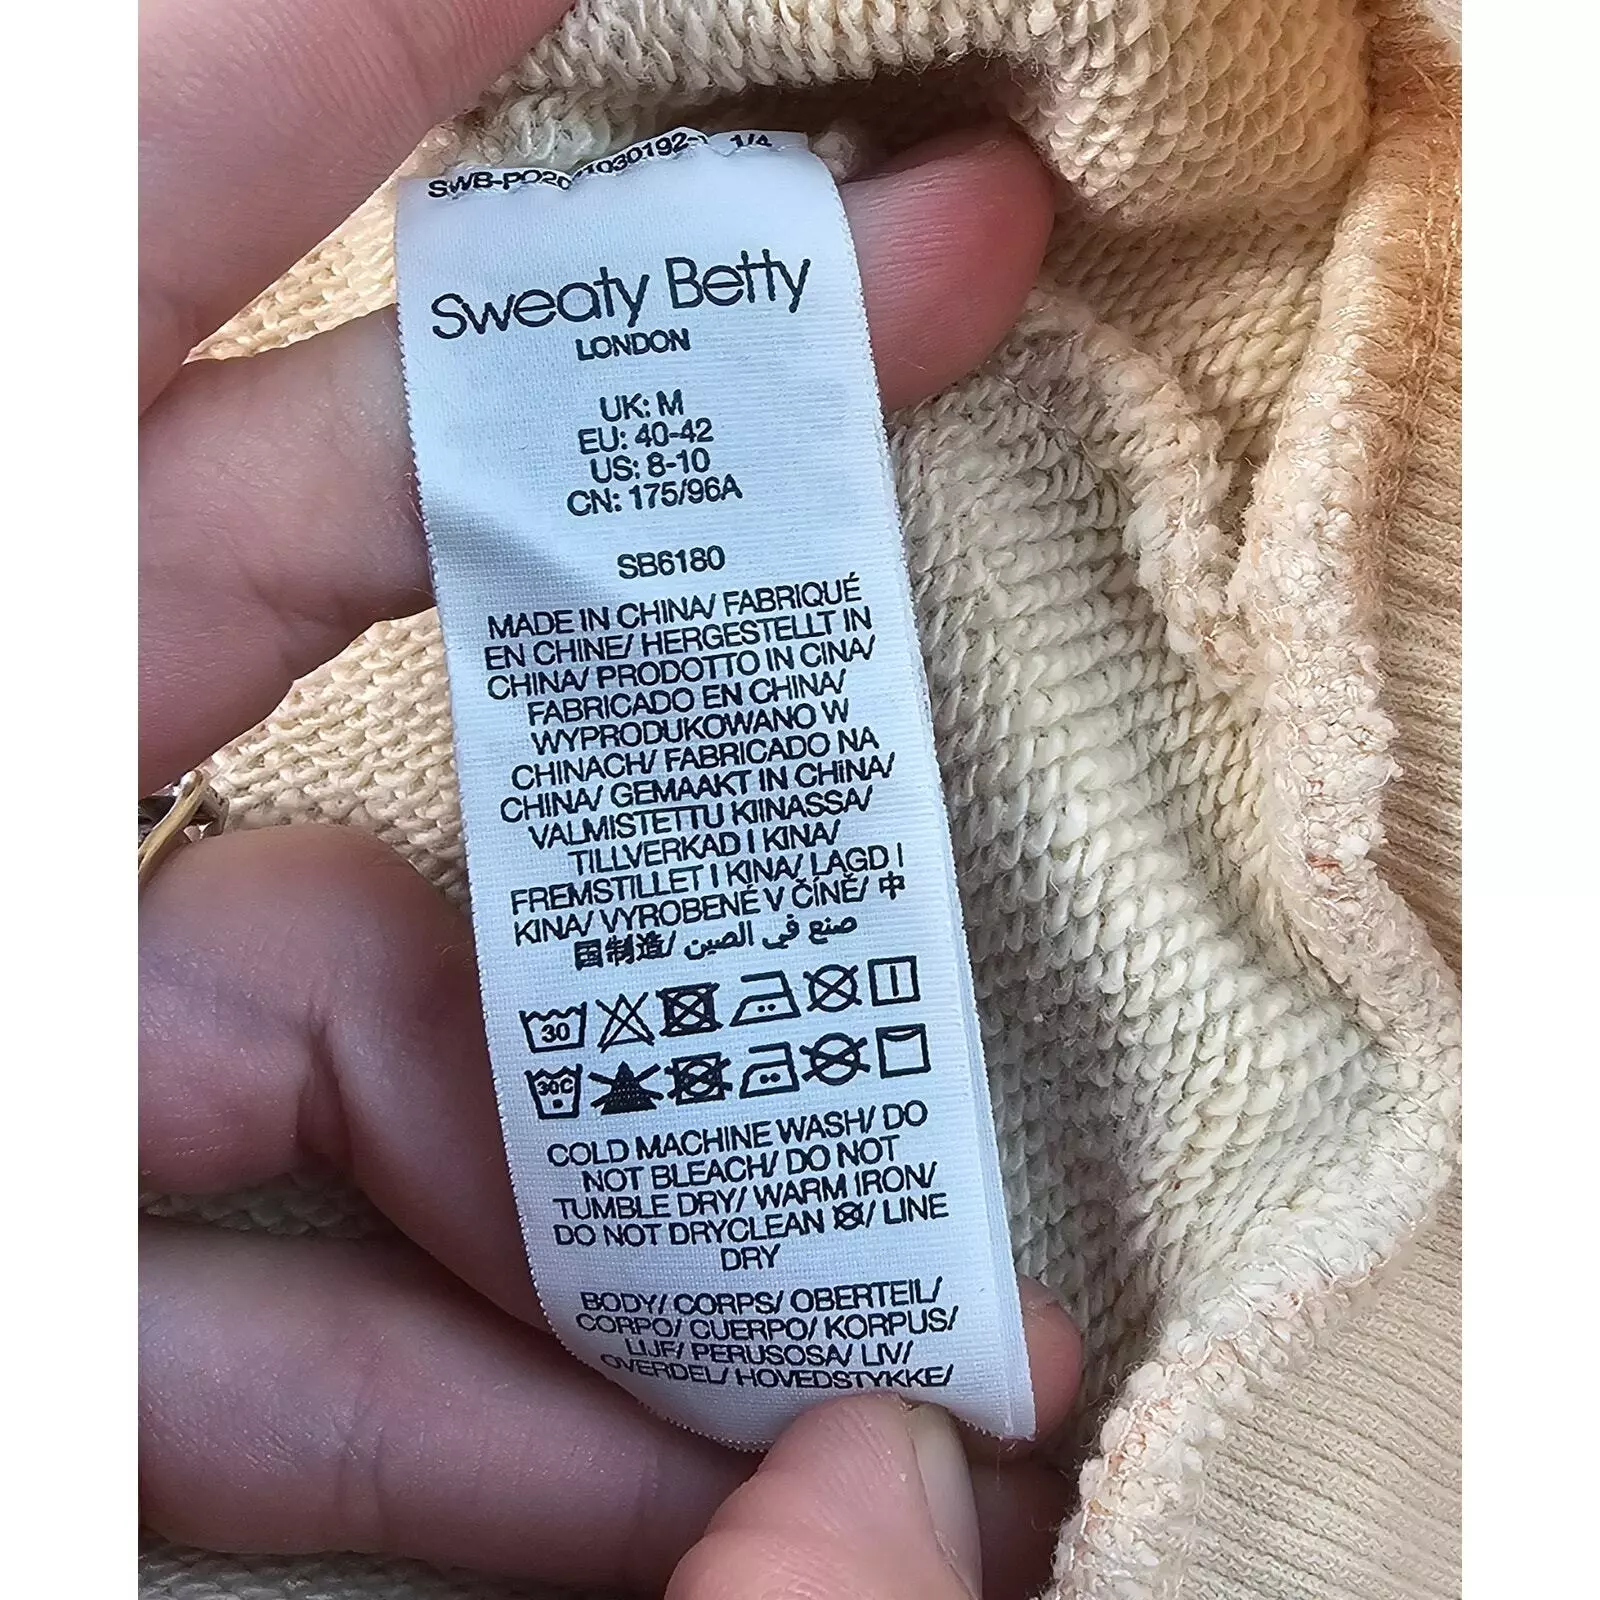 SWB-PO20 1030192- 1/4
Sweaty Betty
LONDON
UK: M
EU: 40-42
US: 8-10
CN: 175/96A
SB6180
MADE IN CHINA/ FABRIQUÉ
EN CHINE/ HERGESTELLT IN
CHINA/ PRODOTTO IN CINA/
FABRICADO EN CHINA/
WYPRODUKOWANO W
CHINACH/ FABRICADO NA
CHINA/ GEMAAKT IN CHINA/
VALMISTETTU KIINASSA/
TILLVERKAD I KINA/
FREMSTILLET I KINA/ LAGD I
KINA/ VYROBENÉ V ČÍNĚ/ 中
国制造/ صنع في الصين
30
30C
COLD MACHINE WASH/ DO
NOT BLEACH/ DO NOT
TUMBLE DRY/ WARM IRON/
DO NOT DRYCLEAN / LINE
DRY
BODY/ CORPS/ OBERTEIL/
CORPO/ CUERPO/ KORPUS/
LIJF/ PERUSOSA/ LIV/
OVERDEL/ HOVEDSTYKKE/